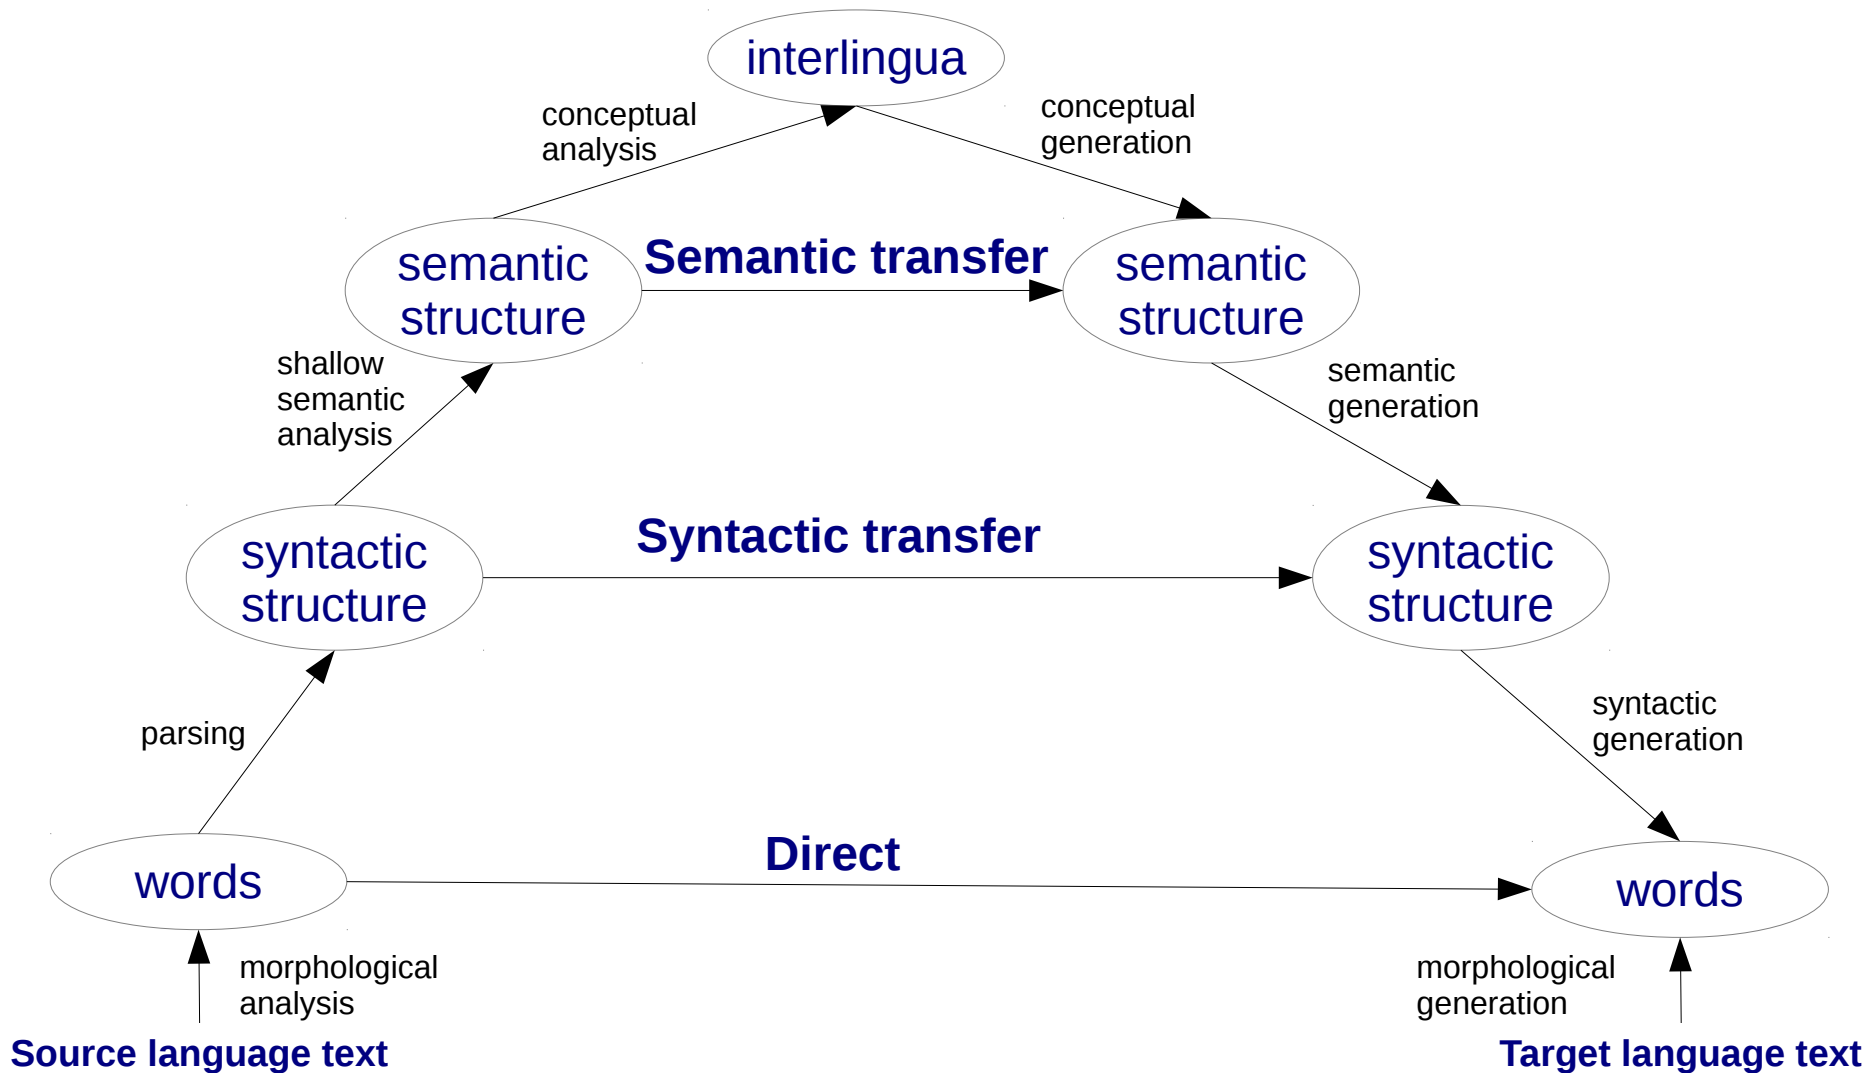 interlingua
conceptual
analysis
conceptual
generation
semantic
structure
Semantic transfer
semantic
structure
shallow
semantic
analysis
semantic
generation
syntactic
structure
Syntactic transfer
syntactic
structure
parsing
syntactic
generation
words
Direct
words
morphological
analysis
morphological
generation
Source language text
Target language text